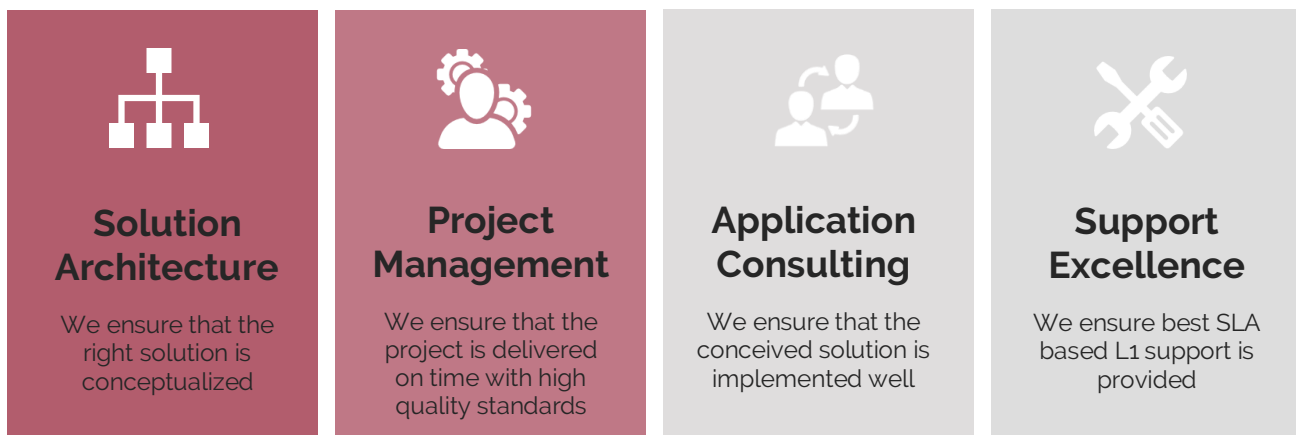 Solution
Architecture
We ensure that the
right solution is
conceptualized
Project
Management
We ensure that the
project is delivered
on time with high
quality standards
Application
Consulting
We ensure that the
conceived solution is
implemented well
Support
Excellence
We ensure best SLA
based L1 support is
provided